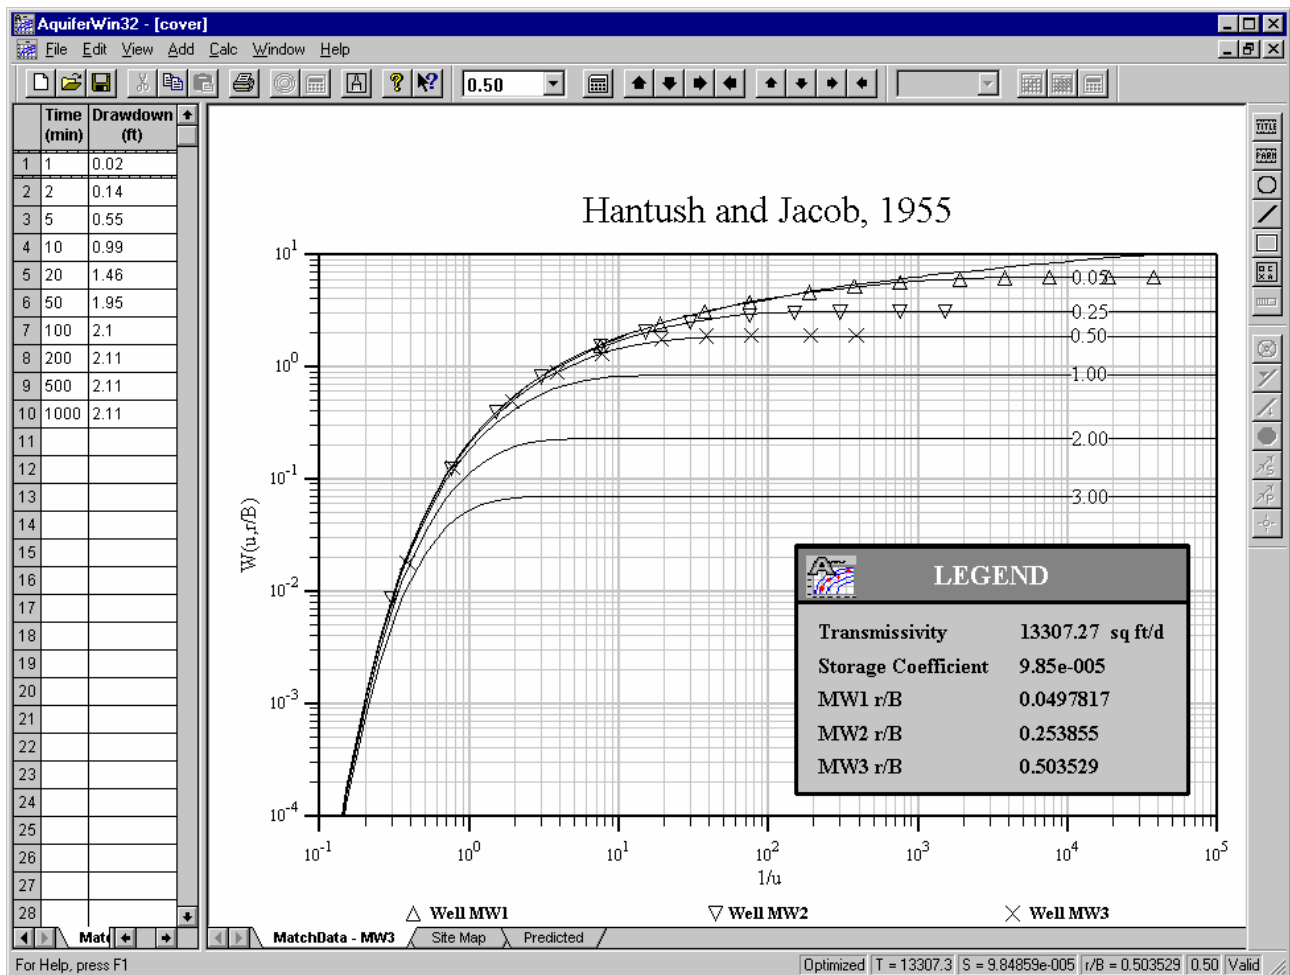 AquiferWin32 - [cover]
File Edit View Add Calc Window Help
0.50
TITLE
PARM
Time (min) Drawdown (ft)
1 1 0.02
2 2 0.14
3 5 0.55
4 10 0.99
5 20 1.46
6 50 1.95
7 100 2.1
8 200 2.11
9 500 2.11
10 1000 2.11
11
12
13
14
15
16
17
18
19
20
21
22
23
24
25
26
27
28
Hantush and Jacob, 1955
W(u,r/B)
10^1
10^0
10^-1
10^-2
10^-3
10^-4
0.05
0.25
0.50
1.00
2.00
3.00
LEGEND
Transmissivity 13307.27 sq ft/d
Storage Coefficient 9.85e-005
MW1 r/B 0.0497817
MW2 r/B 0.253855
MW3 r/B 0.503529
10^-1 10^0 10^1 10^2 10^3 10^4 10^5
1/u
Well MW1 Well MW2 Well MW3
MatchData - MW3 Site Map Predicted
For Help, press F1 Optimized T = 13307.3 S = 9.84859e-005 r/B = 0.503529 0.50 Valid